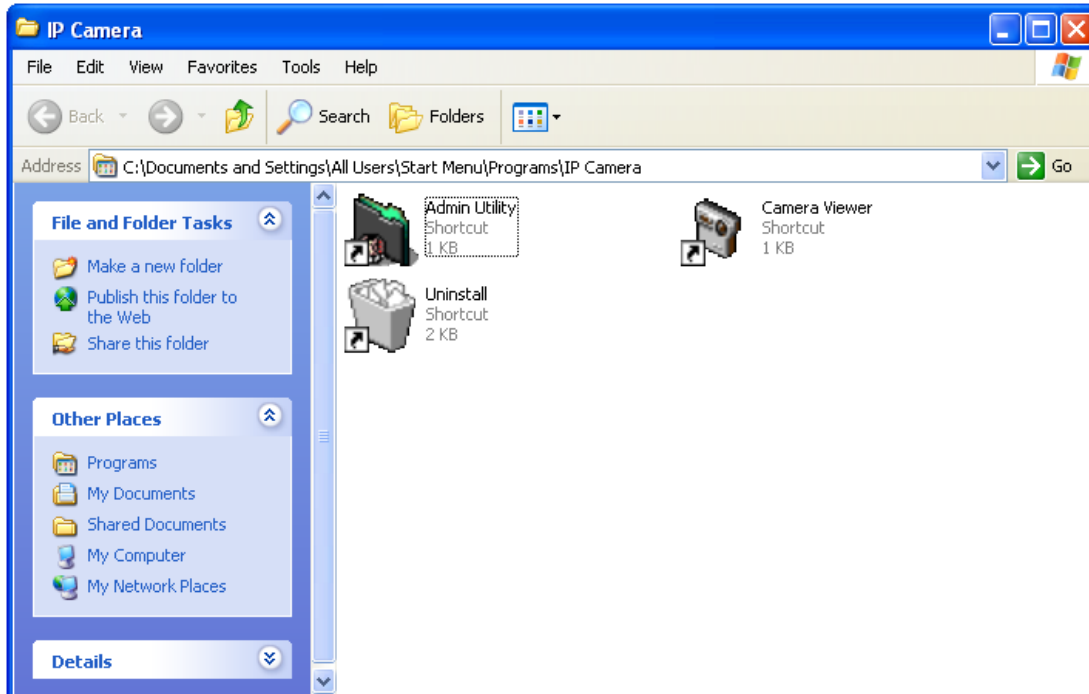 IP Camera
File Edit View Favorites Tools Help
Back Search Folders
Address C:\Documents and Settings\All Users\Start Menu\Programs\IP Camera Go
File and Folder Tasks
Make a new folder
Publish this folder to
the Web
Share this folder
Other Places
Programs
My Documents
Shared Documents
My Computer
My Network Places
Details
Admin Utility
Shortcut
1 KB
Camera Viewer
Shortcut
1 KB
Uninstall
Shortcut
2 KB